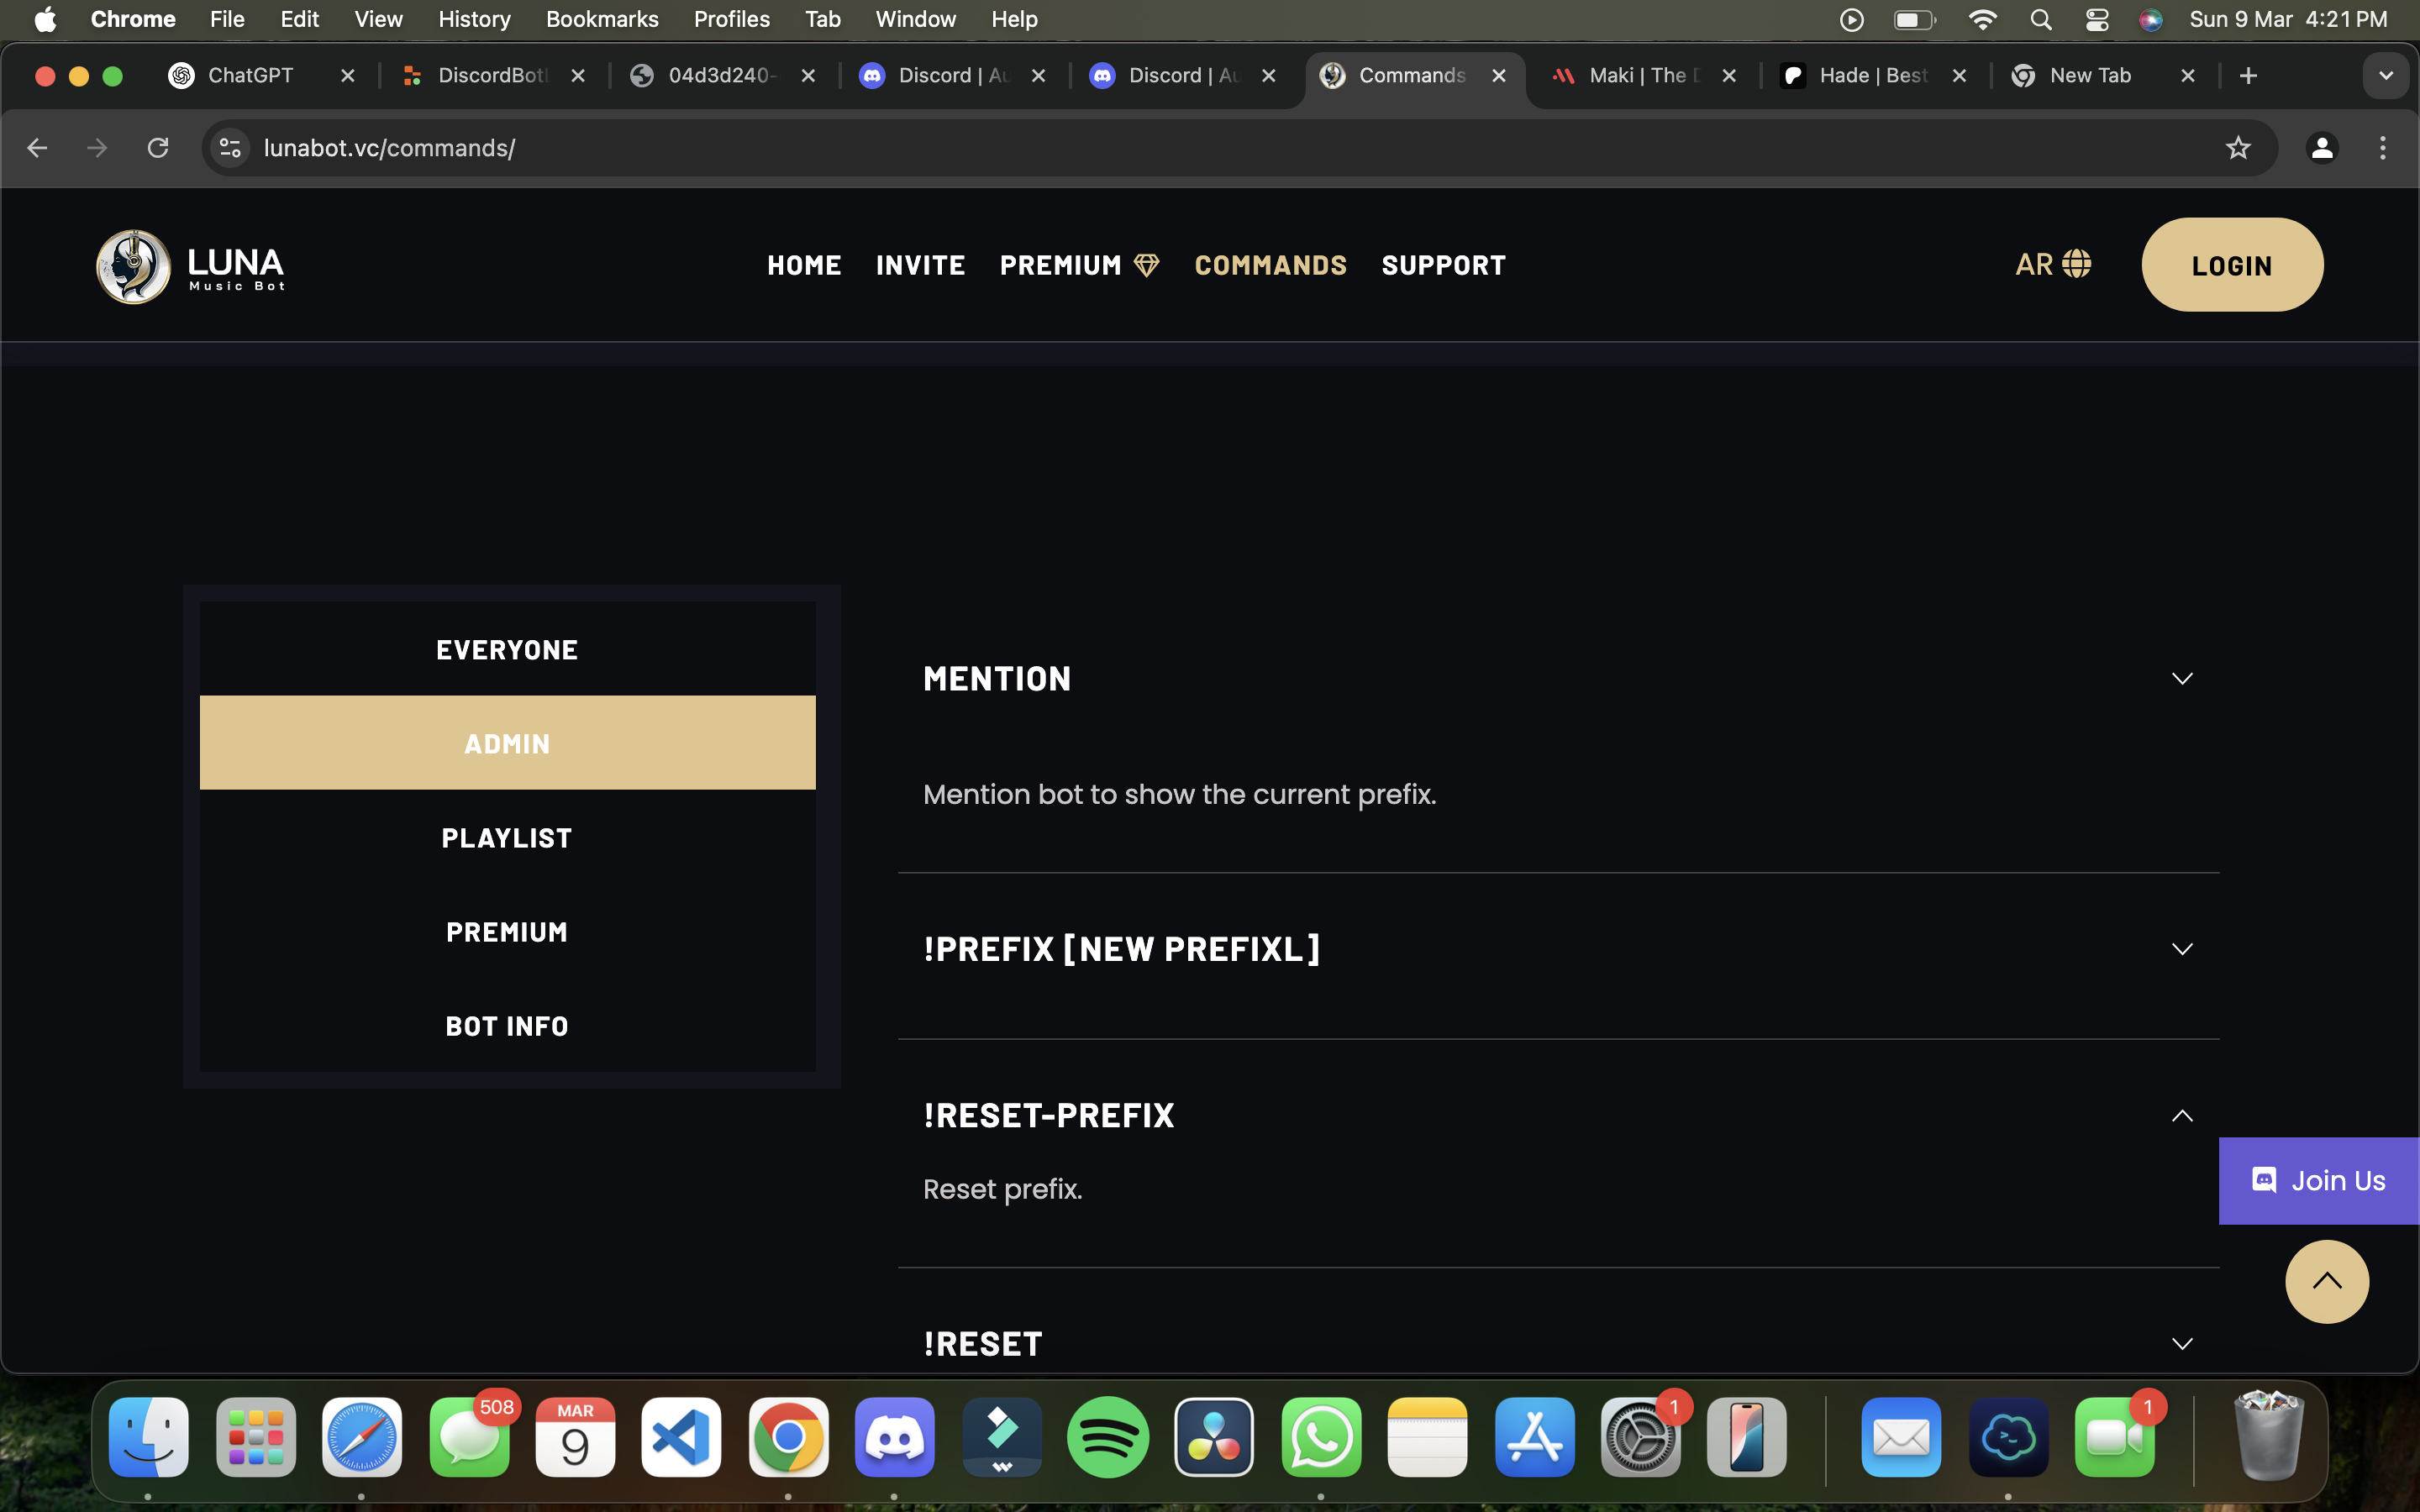 Chrome File Edit View History Bookmarks Profiles Tab Window Help Sun 9 Mar 4:21 PM
ChatGPT DiscordBotL 04d3d240- Discord | Au Discord | Au Commands Maki | The D Hade | Best New Tab
lunabot.vc/commands/
LUNA
Music Bot
HOME INVITE PREMIUM COMMANDS SUPPORT
AR
LOGIN
EVERYONE
ADMIN
PLAYLIST
PREMIUM
BOT INFO
MENTION
Mention bot to show the current prefix.
!PREFIX [NEW PREFIXL]
!RESET-PREFIX
Reset prefix.
!RESET
Join Us
508
MAR
9
1
1